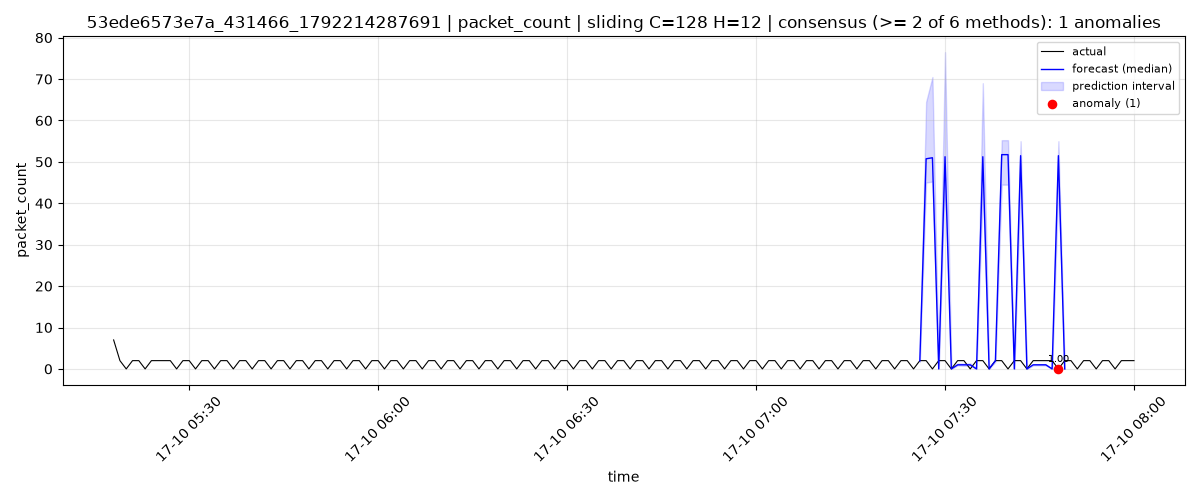 53ede6573e7a_431466_1792214287691 | packet_count | sliding C=128 H=12 | consensus (>= 2 of 6 methods): 1 anomalies
80
70
60
50
40
30
20
10
0
packet_count
actual
forecast (median)
prediction interval
anomaly (1)
1.00
17-10 05:30
17-10 06:00
17-10 06:30
17-10 07:00
17-10 07:30
17-10 08:00
time